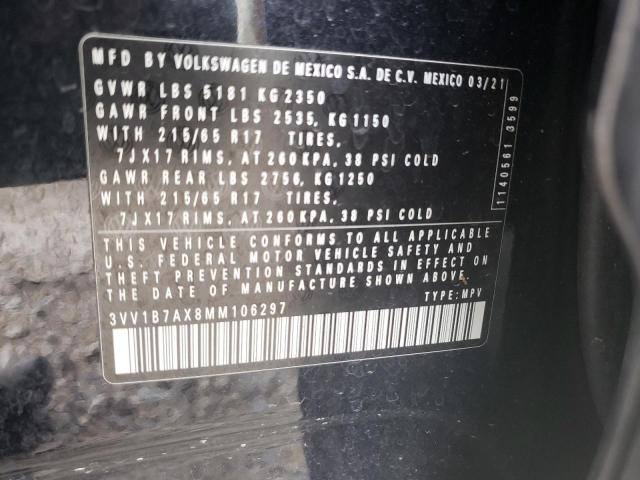 MFD BY VOLKSWAGEN DE MEXICO S.A. DE C.V. MEXICO 03/21
GVWR LBS 5181 KG 2350
GAWR FRONT LBS 2535, KG 1150
WITH 215/65 R17 TIRES,
7J X17 RIMS, AT 260 KPA, 38 PSI COLD
GAWR REAR LBS 2756, KG 1250
WITH 215/65 R17 TIRES,
7J X17 RIMS, AT 260 KPA, 38 PSI COLD
THIS VEHICLE CONFORMS TO ALL APPLICABLE
U.S. FEDERAL MOTOR VEHICLE SAFETY AND
THEFT PREVENTION STANDARDS IN EFFECT ON
THE DATE OF MANUFACTURE SHOWN ABOVE.
3VV1B7AX8MM106297 TYPE: MPV
1140561 3599